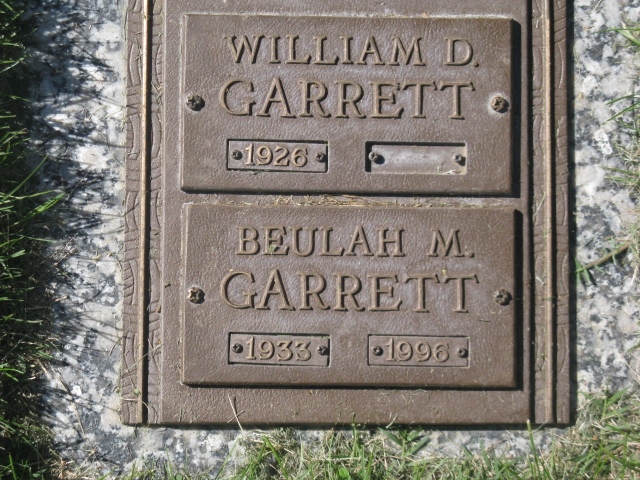 WILLIAM D.
GARRETT
1926
BEULAH M.
GARRETT
1933 1996